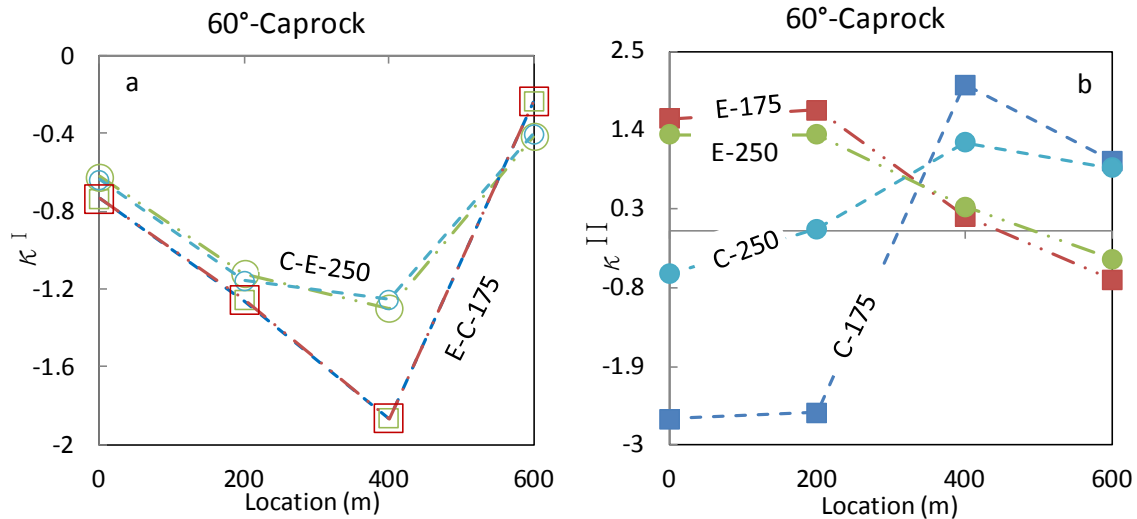 60°-Caprock
a
0
-0.4
-0.8
-1.2
-1.6
-2
κ I
C-E-250
E-C-175
0 200 400 600
Location (m)
60°-Caprock
b
2.5
1.4
0.3
-0.8
-1.9
-3
κ II
E-175
E-250
C-250
C-175
0 200 400 600
Location (m)